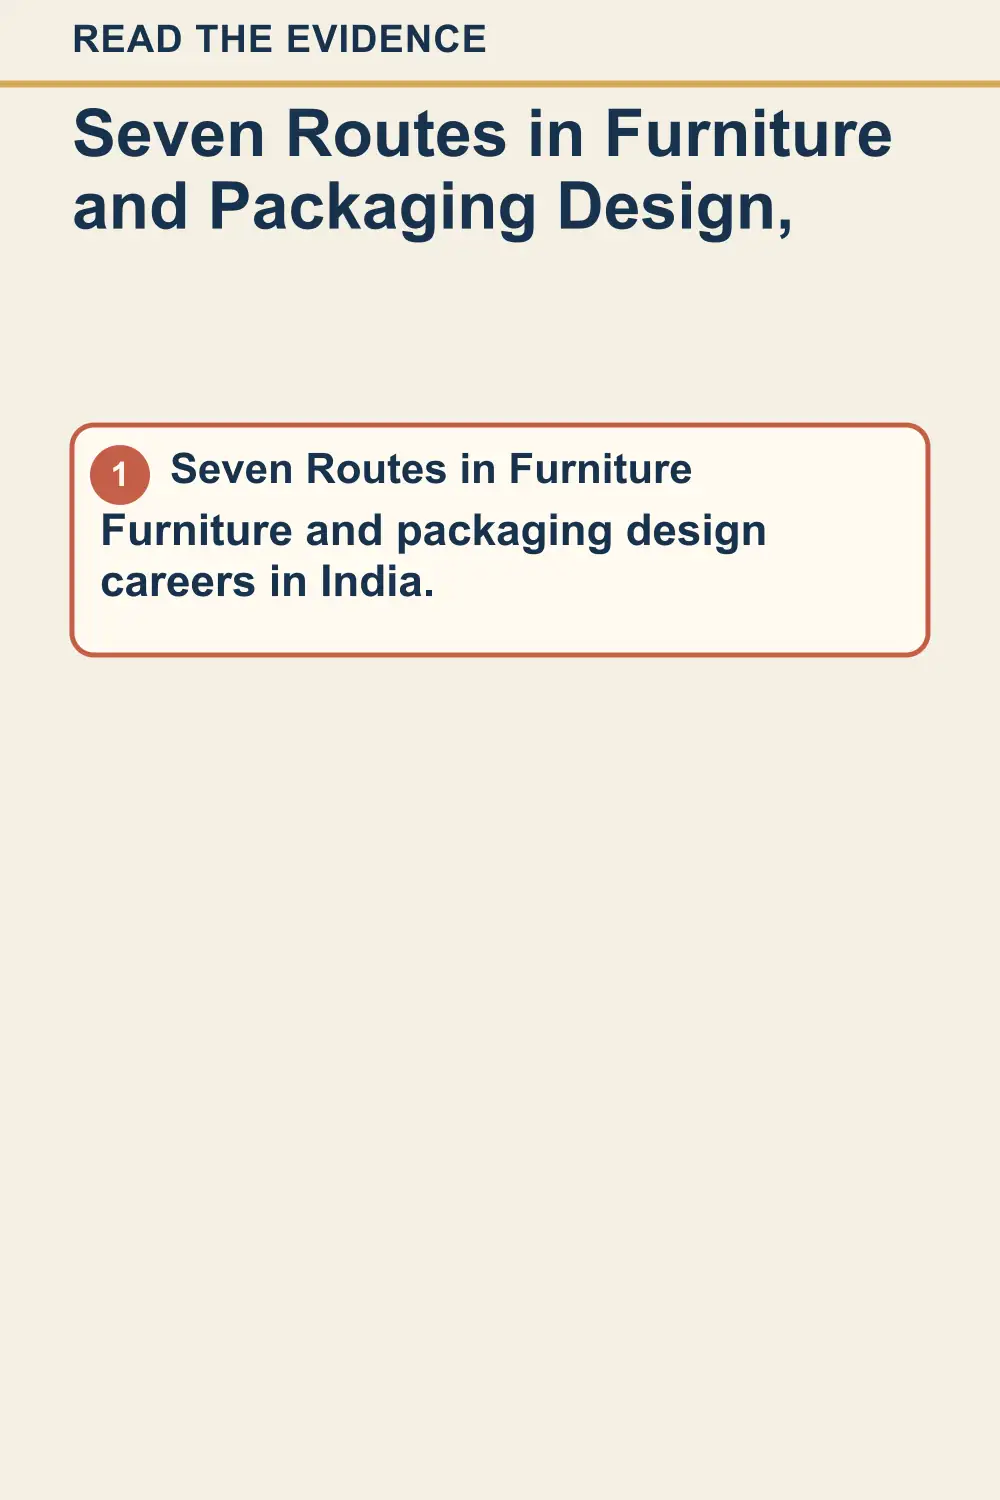 READ THE EVIDENCE
Seven Routes in Furniture
and Packaging Design,
1 Seven Routes in Furniture
Furniture and packaging design
careers in India.